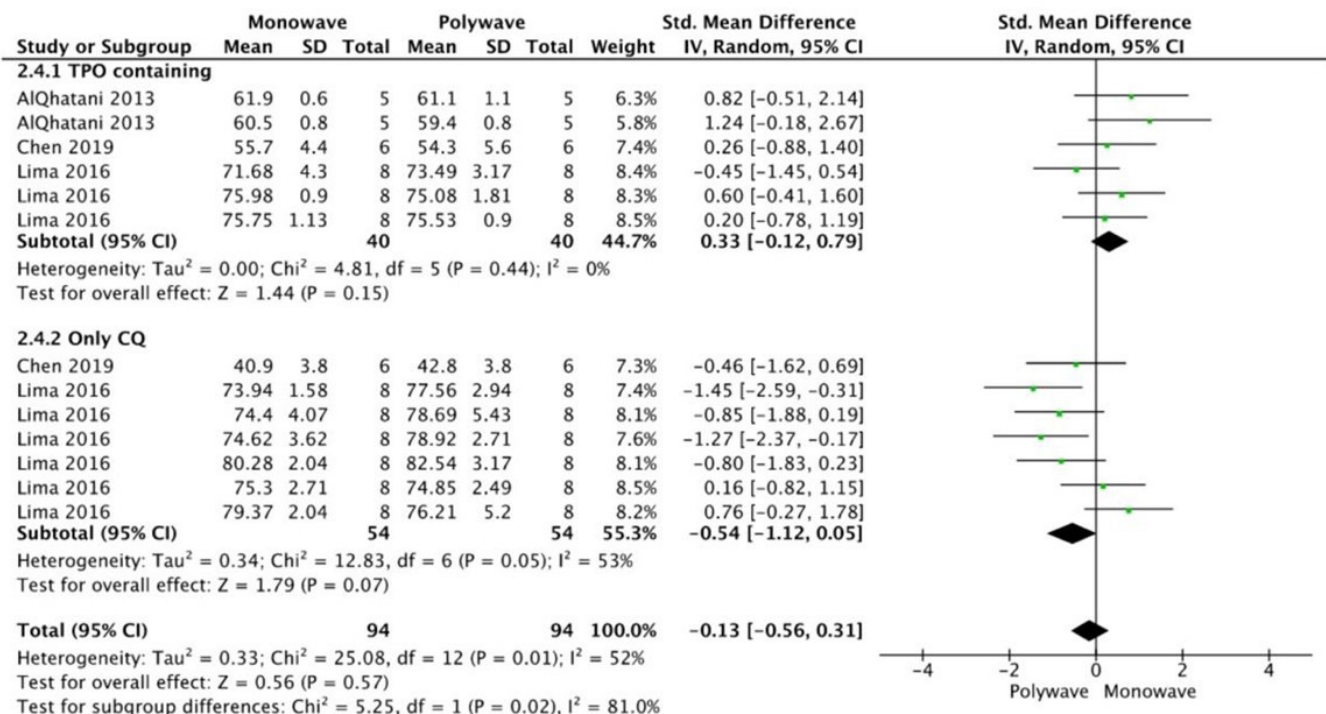 Monowave Polywave Std. Mean Difference Std. Mean Difference
Study or Subgroup Mean SD Total Mean SD Total Weight IV, Random, 95% CI IV, Random, 95% CI
2.4.1 TPO containing
AlQhatani 2013 61.9 0.6 5 61.1 1.1 5 6.3% 0.82 [-0.51, 2.14]
AlQhatani 2013 60.5 0.8 5 59.4 0.8 5 5.8% 1.24 [-0.18, 2.67]
Chen 2019 55.7 4.4 6 54.3 5.6 6 7.4% 0.26 [-0.88, 1.40]
Lima 2016 71.68 4.3 8 73.49 3.17 8 8.4% -0.45 [-1.45, 0.54]
Lima 2016 75.98 0.9 8 75.08 1.81 8 8.3% 0.60 [-0.41, 1.60]
Lima 2016 75.75 1.13 8 75.53 0.9 8 8.5% 0.20 [-0.78, 1.19]
Subtotal (95% CI) 40 40 44.7% 0.33 [-0.12, 0.79]
Heterogeneity: Tau² = 0.00; Chi² = 4.81, df = 5 (P = 0.44); I² = 0%
Test for overall effect: Z = 1.44 (P = 0.15)
2.4.2 Only CQ
Chen 2019 40.9 3.8 6 42.8 3.8 6 7.3% -0.46 [-1.62, 0.69]
Lima 2016 73.94 1.58 8 77.56 2.94 8 7.4% -1.45 [-2.59, -0.31]
Lima 2016 74.4 4.07 8 78.69 5.43 8 8.1% -0.85 [-1.88, 0.19]
Lima 2016 74.62 3.62 8 78.92 2.71 8 7.6% -1.27 [-2.37, -0.17]
Lima 2016 80.28 2.04 8 82.54 3.17 8 8.1% -0.80 [-1.83, 0.23]
Lima 2016 75.3 2.71 8 74.85 2.49 8 8.5% 0.16 [-0.82, 1.15]
Lima 2016 79.37 2.04 8 76.21 5.2 8 8.2% 0.76 [-0.27, 1.78]
Subtotal (95% CI) 54 54 55.3% -0.54 [-1.12, 0.05]
Heterogeneity: Tau² = 0.34; Chi² = 12.83, df = 6 (P = 0.05); I² = 53%
Test for overall effect: Z = 1.79 (P = 0.07)
Total (95% CI) 94 94 100.0% -0.13 [-0.56, 0.31]
Heterogeneity: Tau² = 0.33; Chi² = 25.08, df = 12 (P = 0.01); I² = 52%
Test for overall effect: Z = 0.56 (P = 0.57)
Test for subgroup differences: Chi² = 5.25, df = 1 (P = 0.02), I² = 81.0%
-4 -2 0 2 4
Polywave Monowave